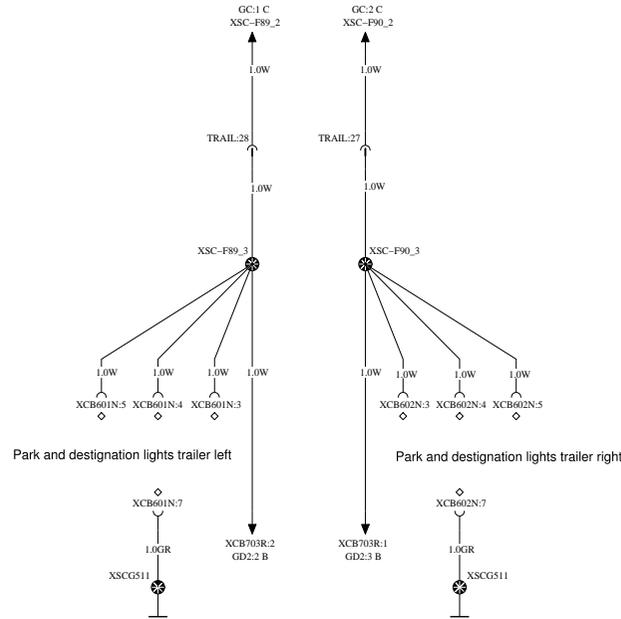 GC:1 C
XSC-F89_2
GC:2 C
XSC-F90_2
1.0W
1.0W
TRAIL:28
TRAIL:27
1.0W
1.0W
XSC-F89_3
XSC-F90_3
1.0W
1.0W
1.0W
1.0W
1.0W
1.0W
1.0W
1.0W
XCB601N:5
XCB601N:4
XCB601N:3
XCB602N:3
XCB602N:4
XCB602N:5
Park and destignation lights trailer left
Park and destignation lights trailer right
XCB601N:7
XCB602N:7
XCB703R:2
GD2:2 B
XCB703R:1
GD2:3 B
1.0GR
1.0GR
XSCG511
XSCG511